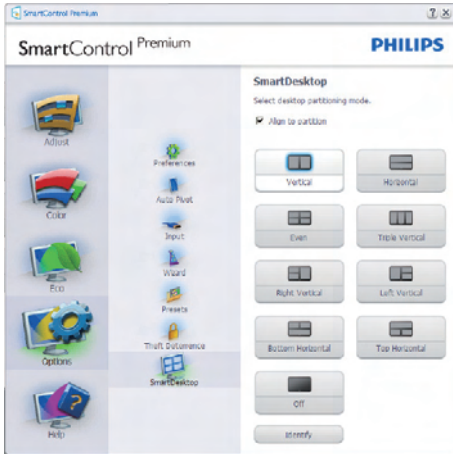 SmartControl Premium
SmartControl Premium
PHILIPS
Adjust
Color
Eco
Options
Help
Preferences
Auto Pivot
Input
Wizard
Presets
Theft Deterrence
SmartDesktop
SmartDesktop
Select desktop partitioning mode.
Align to partition
Vertical
Horizontal
Even
Triple Vertical
Right Vertical
Left Vertical
Bottom Horizontal
Top Horizontal
Off
Identify